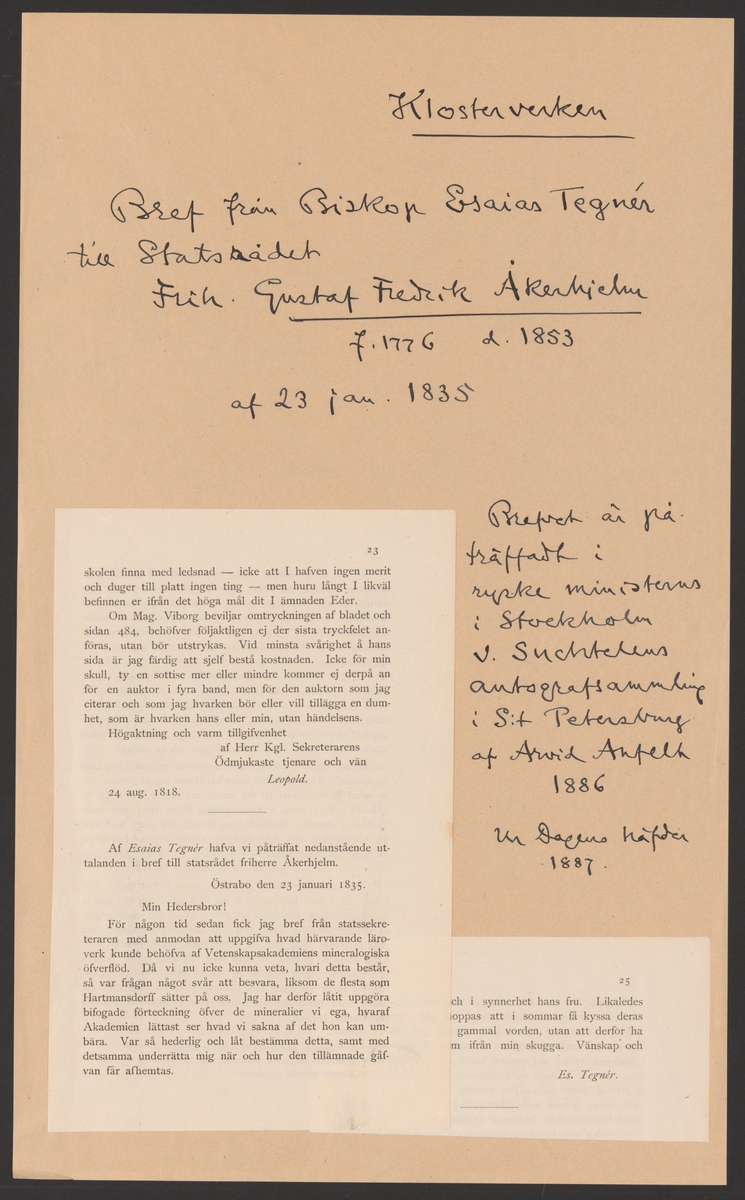 Klosterverken
Bref från Biskop Esaias Tegnér
till Statsrådet
Frih. Gustaf Fredrik Åkerhjelm
f. 1776 d. 1853
af 23 jan. 1835
Brefvet är på-
träffadt i
ryske ministerns
i Stockholm
v. Suchtelens
autografsammling
i S:t Petersburg
af Arvid Ahnfelt
1886
Ur Dagens häfder
1887.
23
skolen finna med ledsnad — icke att I hafven ingen merit
och duger till platt ingen ting — men huru långt I likväl
befinnen er ifrån det höga mål dit I ämnaden Eder.
Om Mag. Viborg beviljar omtryckningen af bladet och
sidan 484, behöfver följaktligen ej der sista tryckfelet an-
föras, utan bör utstrykas. Vid minsta svårighet å hans
sida är jag färdig att sjelf bestå kostnaden. Icke för min
skull, ty en sottise mer eller mindre kommer ej derpå an
för en auktor i fyra band, men för den auktorn som jag
citerar och som jag hvarken bör eller vill tillägga en dum-
het, som är hvarken hans eller min, utan händelsens.
Högaktning och varm tillgifvenhet
af Herr Kgl. Sekreterarens
Ödmjukaste tjenare och vän
Leopold.
24 aug. 1818.
Af Esaias Tegnér hafva vi påträffat nedanstående ut-
talanden i bref till statsrådet friherre Åkerhjelm.
Östrabo den 23 januari 1835.
Min Hedersbror!
För någon tid sedan fick jag bref från statssekre-
teraren med anmodan att uppgifva hvad härvarande läro-
verk kunde behöfva af Vetenskapsakademiens mineralogiska
öfverflöd. Då vi nu icke kunna veta, hvari detta består,
så var frågan något svår att besvara, liksom de flesta som
Hartmansdorff sätter på oss. Jag har derför låtit uppgöra
bifogade förteckning öfver de mineralier vi ega, hvaraf
Akademien lättast ser hvad vi sakna af det hon kan um-
bära. Var så hederlig och låt bestämma detta, samt med
detsamma underrätta mig när och hur den tillämnade gåf-
van får afhemtas.
25
ch i synnerhet hans fru. Likaledes
oppas att i sommar få kyssa deras
gammal vorden, utan att derför ha
m ifrån min skugga. Vänskap och
Es. Tegnér.